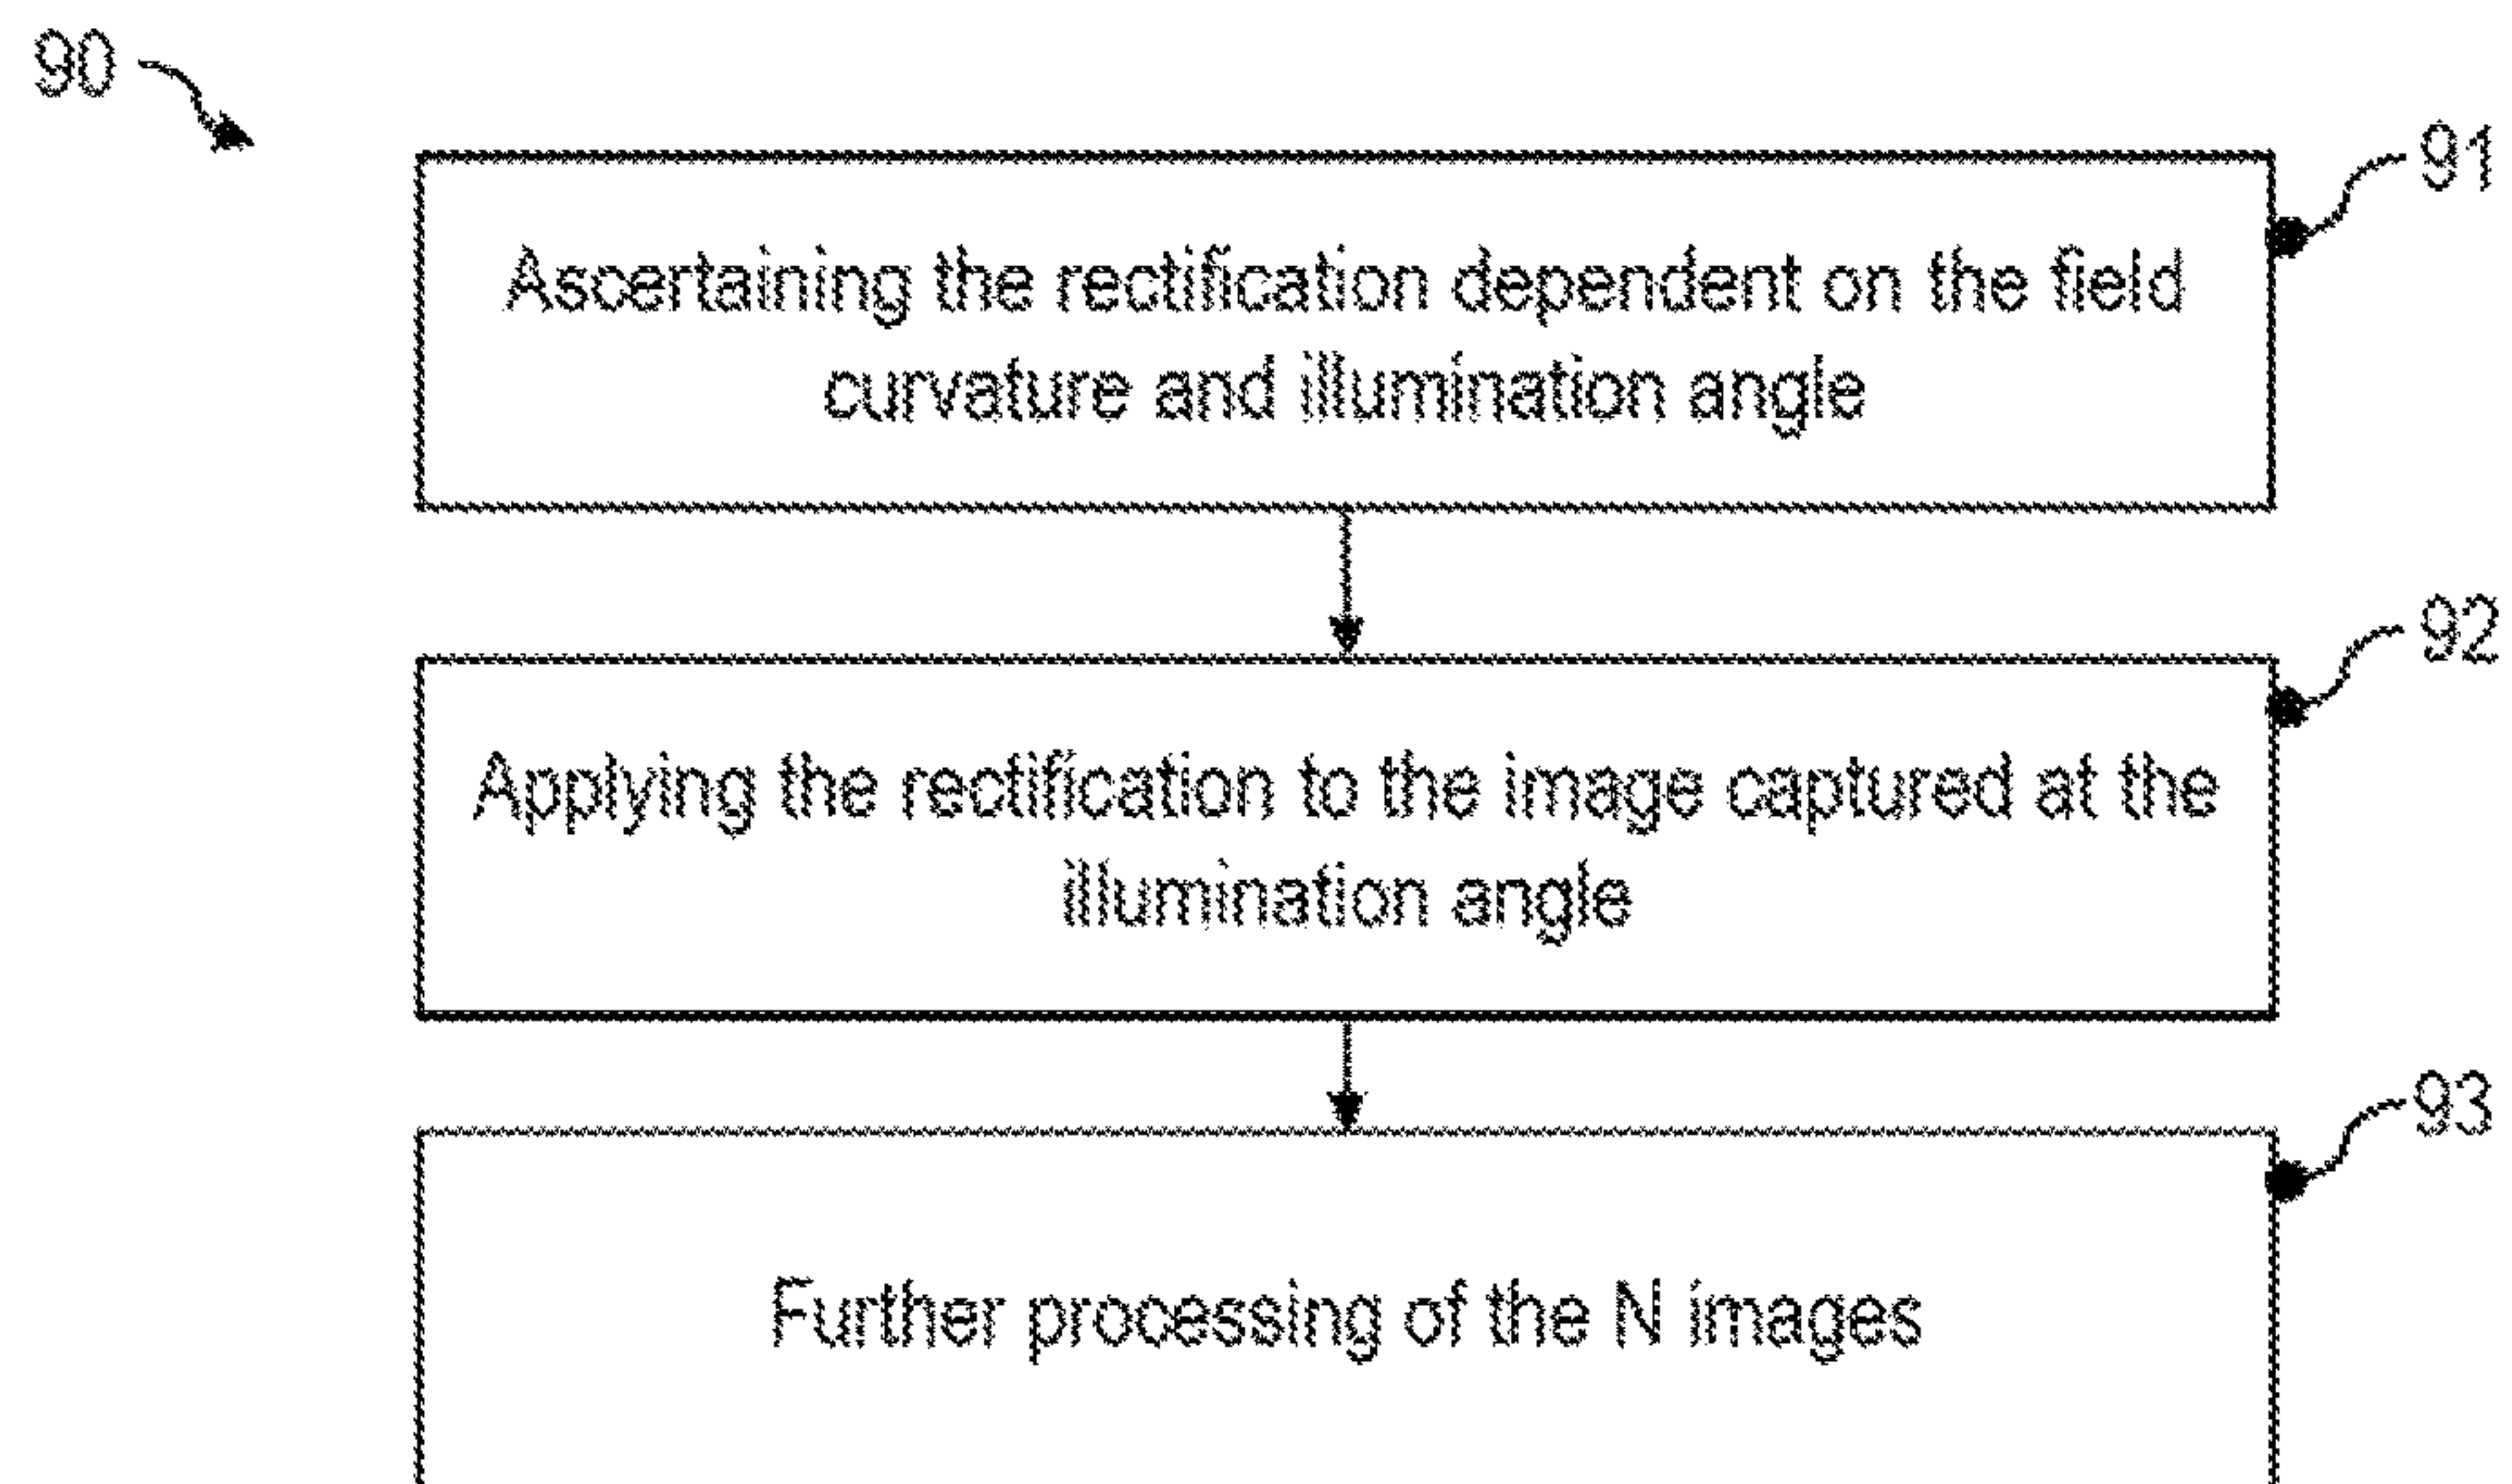 90
91
Ascertaining the rectification dependent on the field
curvature and illumination angle
92
Applying the rectification to the image captured at the
illumination angle
93
Further processing of the N images